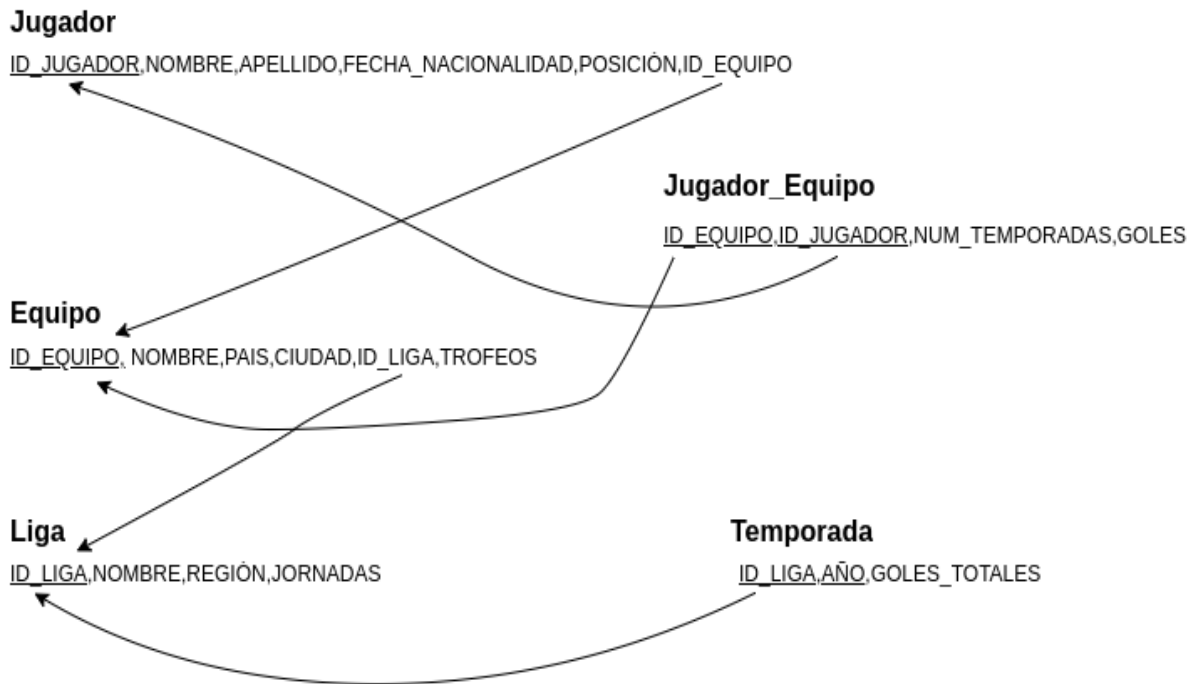 Jugador
ID_JUGADOR,NOMBRE,APELLIDO,FECHA_NACIONALIDAD,POSICIÓN,ID_EQUIPO
Jugador_Equipo
ID_EQUIPO,ID_JUGADOR,NUM_TEMPORADAS,GOLES
Equipo
ID_EQUIPO, NOMBRE,PAIS,CIUDAD,ID_LIGA,TROFEOS
Liga
ID_LIGA,NOMBRE,REGIÓN,JORNADAS
Temporada
ID_LIGA,AÑO,GOLES_TOTALES